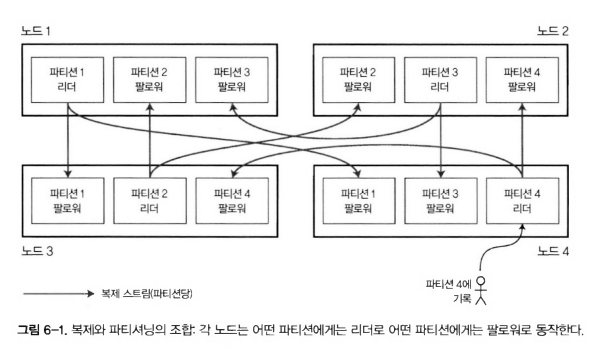 노드 1
노드 2
파티션 1
리더
파티션 2
팔로워
파티션 3
팔로워
파티션 2
팔로워
파티션 3
리더
파티션 4
팔로워
파티션 1
팔로워
파티션 2
리더
파티션 4
팔로워
파티션 1
팔로워
파티션 3
팔로워
파티션 4
리더
노드 3
노드 4
파티션 4에
기록
복제 스트림(파티션당)
그림 6-1. 복제와 파티셔닝의 조합: 각 노드는 어떤 파티션에게는 리더로 어떤 파티션에게는 팔로워로 동작한다.